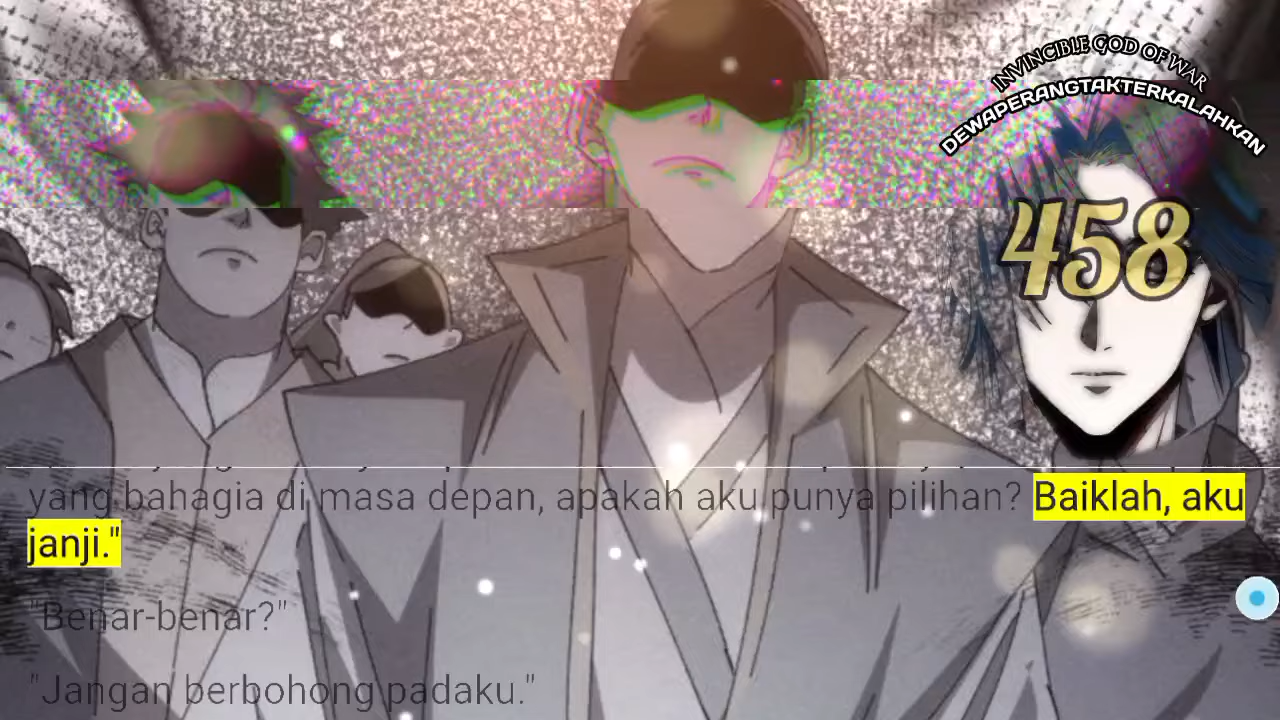 INVINCIBLE GOD OF WAR
DEWAPERANGTAKTERKALAHKAN
458
yang bahagia di masa depan, apakah aku punya pilihan? Baiklah, aku
janji."
"Benar-benar?"
"Jangan berbohong padaku."